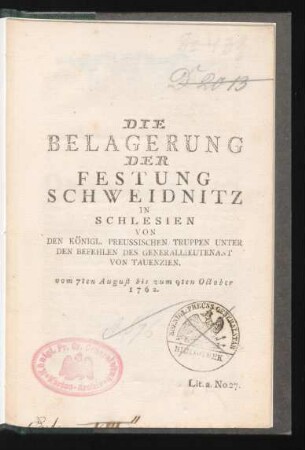 D 2013
DIE
BELAGERUNG
DER
FESTUNG
SCHWEIDNITZ
IN
SCHLESIEN
VON
DEN KÖNIGL. PREUSSISCHEN TRUPPEN UNTER
DEN BEFEHLEN DES GENERALLIEUTENANT
VON TAUENZIEN.
vom 7ten August bis zum 9ten October
1762.
Lit. a. No. 27.